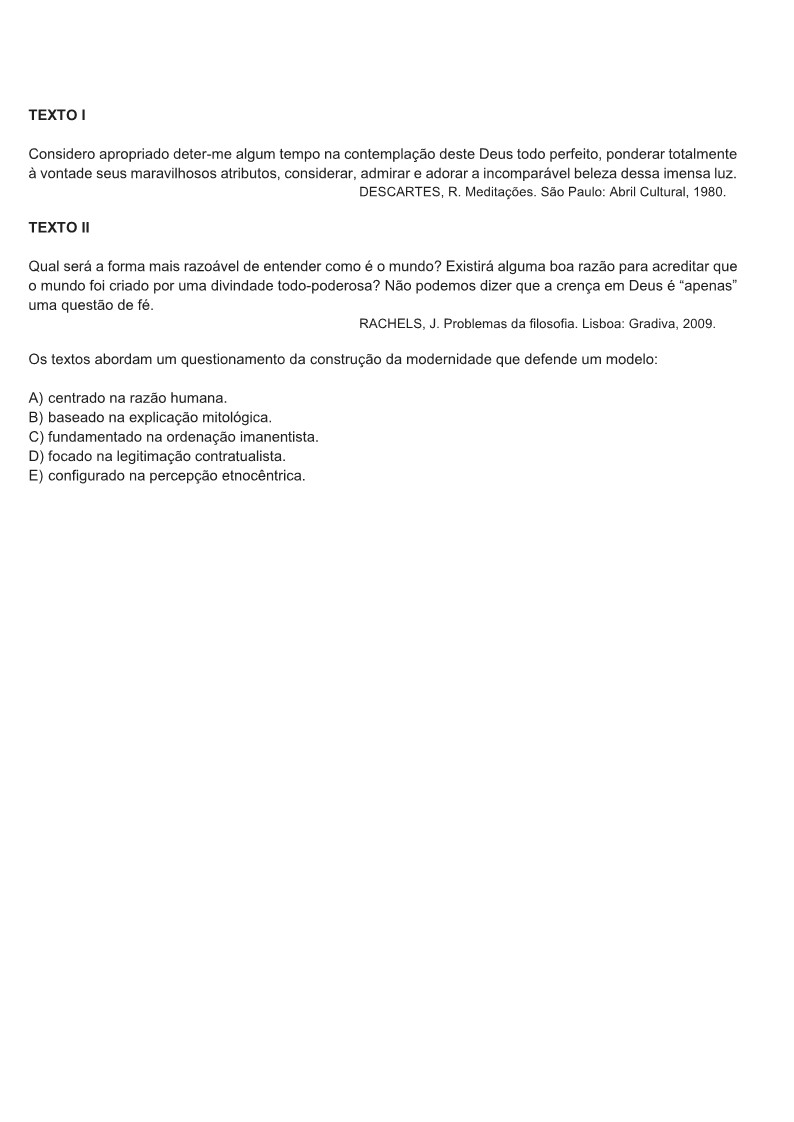 TEXTO I
Considero apropriado deter-me algum tempo na contemplação deste Deus todo perfeito, ponderar totalmente
à vontade seus maravilhosos atributos, considerar, admirar e adorar a incomparável beleza dessa imensa luz.
DESCARTES, R. Meditações. São Paulo: Abril Cultural, 1980.
TEXTO II
Qual será a forma mais razoável de entender como é o mundo? Existirá alguma boa razão para acreditar que
o mundo foi criado por uma divindade todo-poderosa? Não podemos dizer que a crença em Deus é “apenas”
uma questão de fé.
RACHELS, J. Problemas da filosofia. Lisboa: Gradiva, 2009.
Os textos abordam um questionamento da construção da modernidade que defende um modelo:
A) centrado na razão humana.
B) baseado na explicação mitológica.
C) fundamentado na ordenação imanentista.
D) focado na legitimação contratualista.
E) configurado na percepção etnocêntrica.